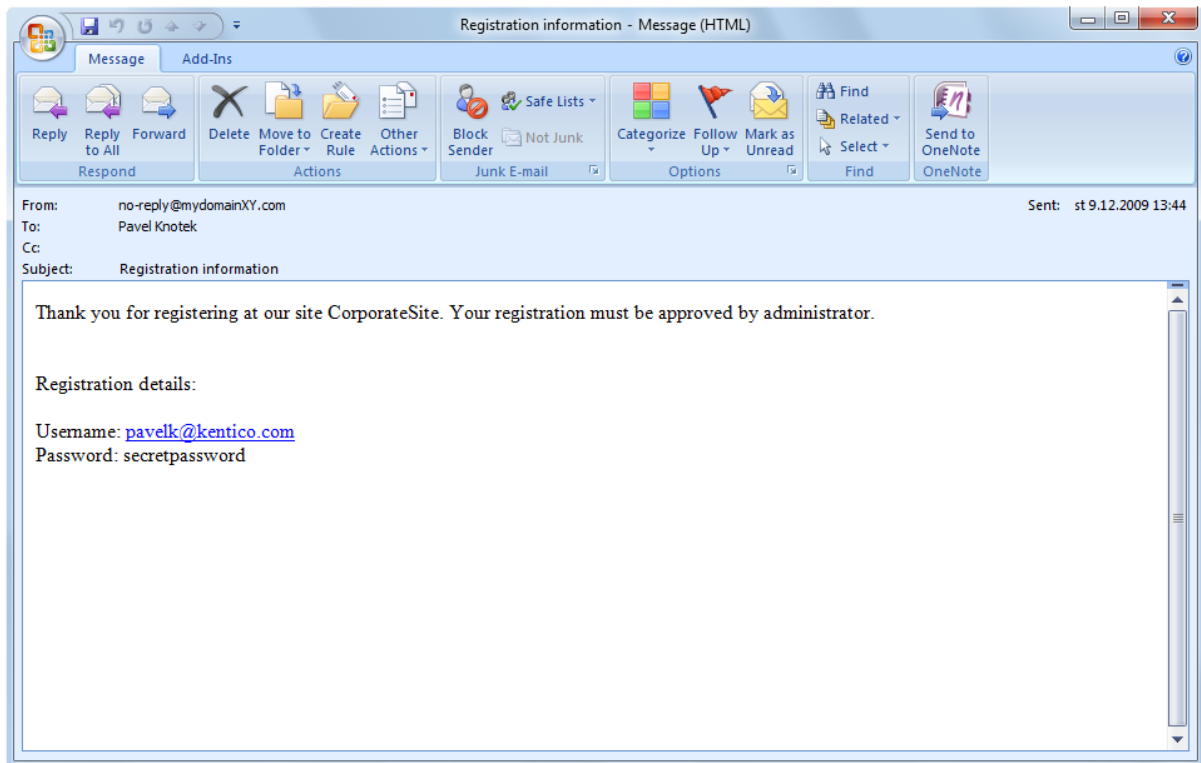 Registration information - Message (HTML)
Message Add-Ins
Reply Reply to All Forward Delete Move to Folder Create Rule Other Actions Block Sender Safe Lists Not Junk Categorize Follow Up Mark as Unread Find Related Select Send to OneNote
Respond Actions Junk E-mail Options Find OneNote
From: no-reply@mydomainXY.com Sent: st 9.12.2009 13:44
To: Pavel Knotek
Cc:
Subject: Registration information
Thank you for registering at our site CorporateSite. Your registration must be approved by administrator.
Registration details:
Username: pavelk@kentico.com
Password: secretpassword